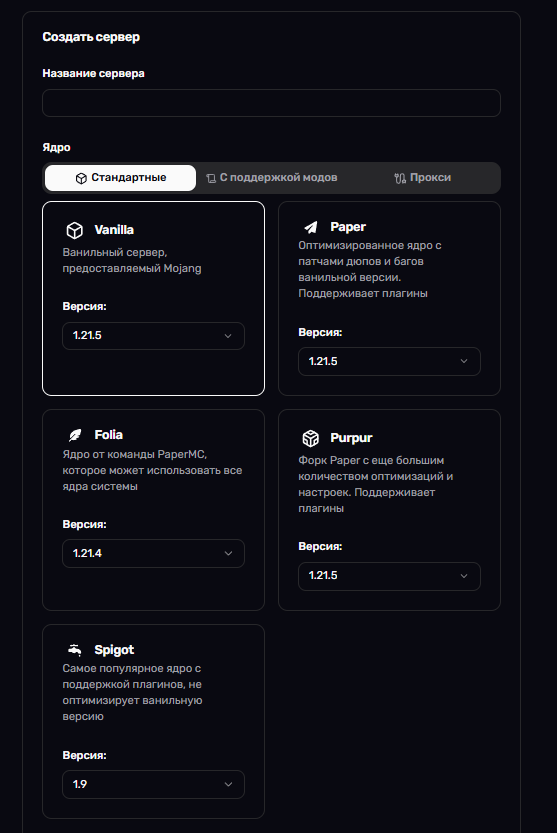 Создать сервер
Название сервера
Ядро
Стандартные
С поддержкой модов
Прокси
Vanilla
Ванильный сервер,
предоставляемый Mojang
Версия:
1.21.5
Paper
Оптимизированное ядро с
патчами дюпов и багов
ванильной версии.
Поддерживает плагины
Версия:
1.21.5
Folia
Ядро от команды PaperMC,
которое может использовать все
ядра системы
Версия:
1.21.4
Purpur
Форк Paper с еще большим
количеством оптимизаций и
настроек. Поддерживает
плагины
Версия:
1.21.5
Spigot
Самое популярное ядро с
поддержкой плагинов, не
оптимизирует ванильную
версию
Версия:
1.9